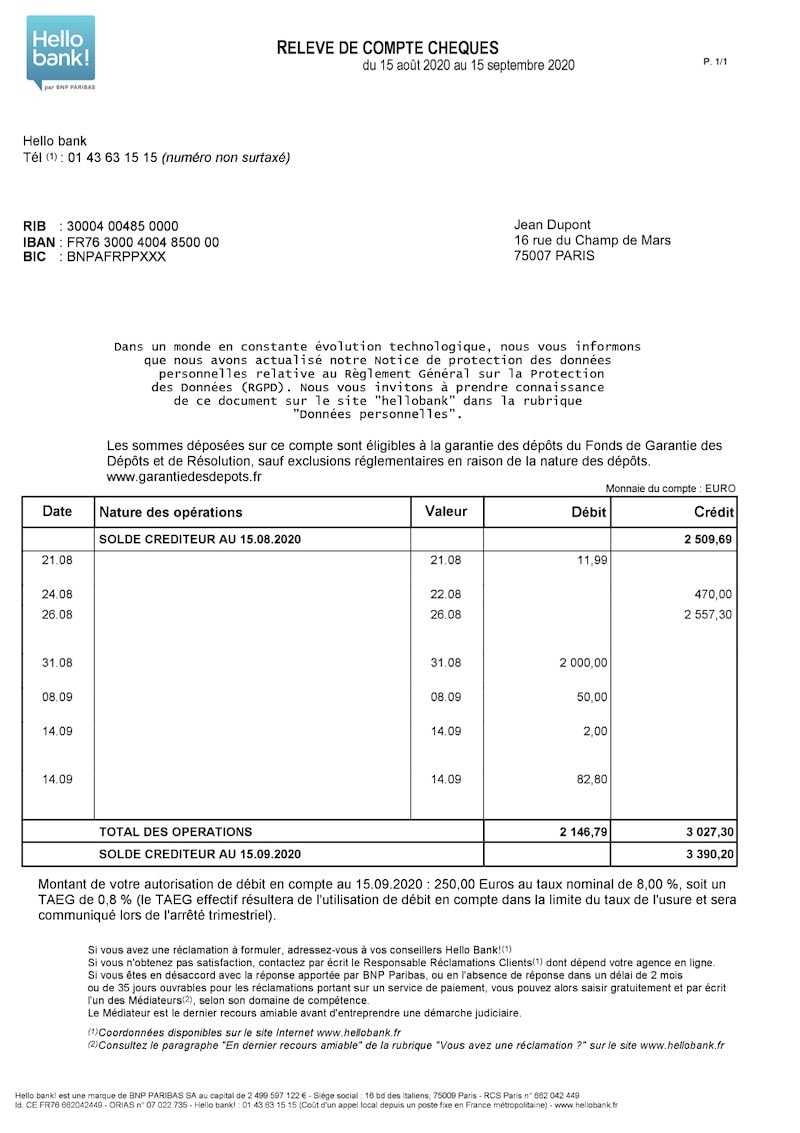 Hello
bank!
par BNP PARIBAS
RELEVE DE COMPTE CHEQUES
du 15 août 2020 au 15 septembre 2020
P. 1/1
Hello bank
Tél (1) : 01 43 63 15 15 (numéro non surtaxé)
RIB : 30004 00485 0000
IBAN : FR76 3000 4004 8500 00
BIC : BNPAFRPPXXX
Jean Dupont
16 rue du Champ de Mars
75007 PARIS
Dans un monde en constante évolution technologique, nous vous informons
que nous avons actualisé notre Notice de protection des données
personnelles relative au Règlement Général sur la Protection
des Données (RGPD). Nous vous invitons à prendre connaissance
de ce document sur le site "hellobank" dans la rubrique
"Données personnelles".
Les sommes déposées sur ce compte sont éligibles à la garantie des dépôts du Fonds de Garantie des
Dépôts et de Résolution, sauf exclusions réglementaires en raison de la nature des dépôts.
www.garantiedesdepots.fr
Monnaie du compte : EURO
Date Nature des opérations Valeur Débit Crédit
SOLDE CREDITEUR AU 15.08.2020 2 509,69
21.08 21.08 11,99
24.08 22.08 470,00
26.08 26.08 2 557,30
31.08 31.08 2 000,00
08.09 08.09 50,00
14.09 14.09 2,00
14.09 14.09 82,80
TOTAL DES OPERATIONS 2 146,79 3 027,30
SOLDE CREDITEUR AU 15.09.2020 3 390,20
Montant de votre autorisation de débit en compte au 15.09.2020 : 250,00 Euros au taux nominal de 8,00 %, soit un
TAEG de 0,8 % (le TAEG effectif résultera de l'utilisation de débit en compte dans la limite du taux de l'usure et sera
communiqué lors de l'arrêté trimestriel).
Si vous avez une réclamation à formuler, adressez-vous à vos conseillers Hello Bank!(1)
Si vous n'obtenez pas satisfaction, contactez par écrit le Responsable Réclamations Clients(1) dont dépend votre agence en ligne.
Si vous êtes en désaccord avec la réponse apportée par BNP Paribas, ou en l'absence de réponse dans un délai de 2 mois
ou de 35 jours ouvrables pour les réclamations portant sur un service de paiement, vous pouvez alors saisir gratuitement et par écrit
l'un des Médiateurs(2), selon son domaine de compétence.
Le Médiateur est le dernier recours amiable avant d'entreprendre une démarche judiciaire.
(1)Coordonnées disponibles sur le site Internet www.hellobank.fr
(2)Consultez le paragraphe "En dernier recours amiable" de la rubrique "Vous avez une réclamation ?" sur le site www.hellobank.fr
Hello bank! est une marque de BNP PARIBAS SA au capital de 2 499 597 122 € - Siège social : 16 bd des Italiens, 75009 Paris - RCS Paris n° 662 042 449
Id. CE FR76 662042449 - ORIAS n° 07 022 735 - Hello bank! : 01 43 63 15 15 (Coût d'un appel local depuis un poste fixe en France métropolitaine) - www.hellobank.fr